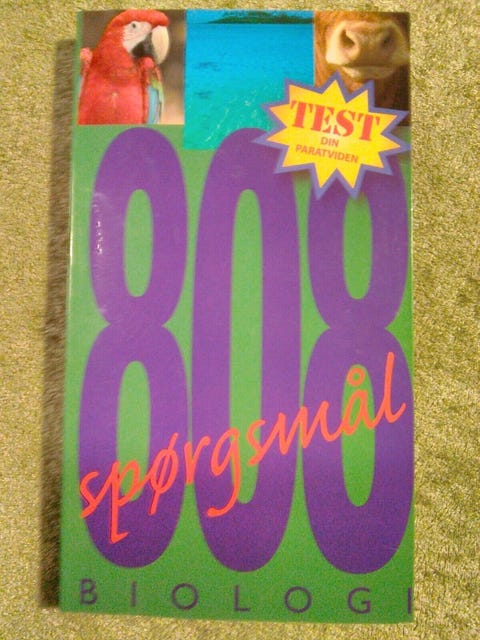 TEST
DIN
PARATVIDEN
808
spørgsmål
BIOLOGI